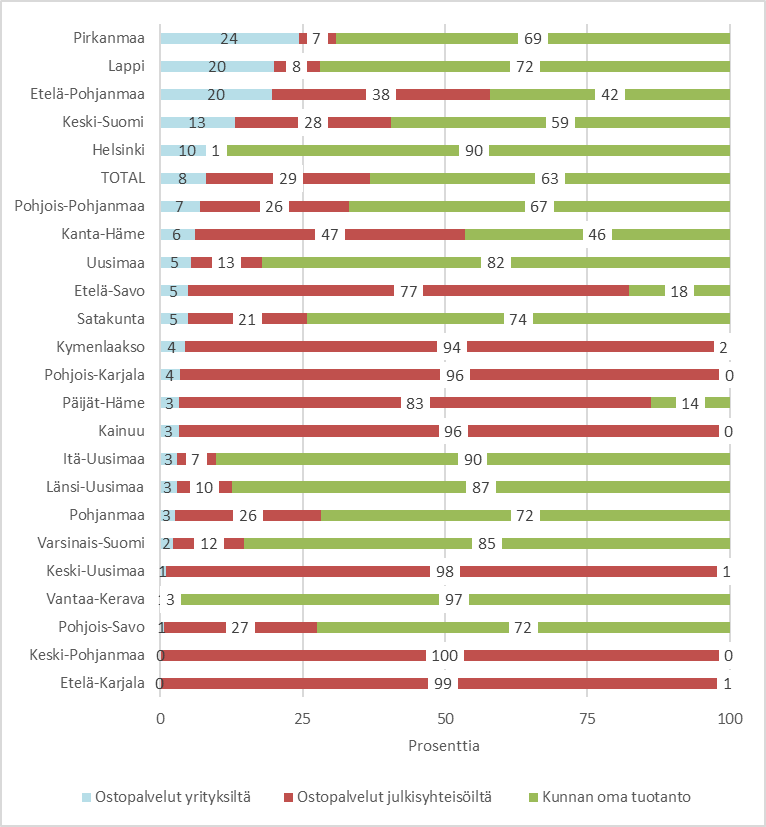 Pirkanmaa 24 7 69
Lappi 20 8 72
Etelä-Pohjanmaa 20 38 42
Keski-Suomi 13 28 59
Helsinki 10 1 90
TOTAL 8 29 63
Pohjois-Pohjanmaa 7 26 67
Kanta-Häme 6 47 46
Uusimaa 5 13 82
Etelä-Savo 5 77 18
Satakunta 5 21 74
Kymenlaakso 4 94 2
Pohjois-Karjala 4 96 0
Päijät-Häme 3 83 14
Kainuu 3 96 0
Itä-Uusimaa 3 7 90
Länsi-Uusimaa 3 10 87
Pohjanmaa 3 26 72
Varsinais-Suomi 2 12 85
Keski-Uusimaa 1 98 1
Vantaa-Kerava 3 97
Pohjois-Savo 1 27 72
Keski-Pohjanmaa 0 100 0
Etelä-Karjala 0 99 1
0 25 50 75 100
Prosenttia
Ostopalvelut yrityksiltä Ostopalvelut julkisyhteisöiltä Kunnan oma tuotanto